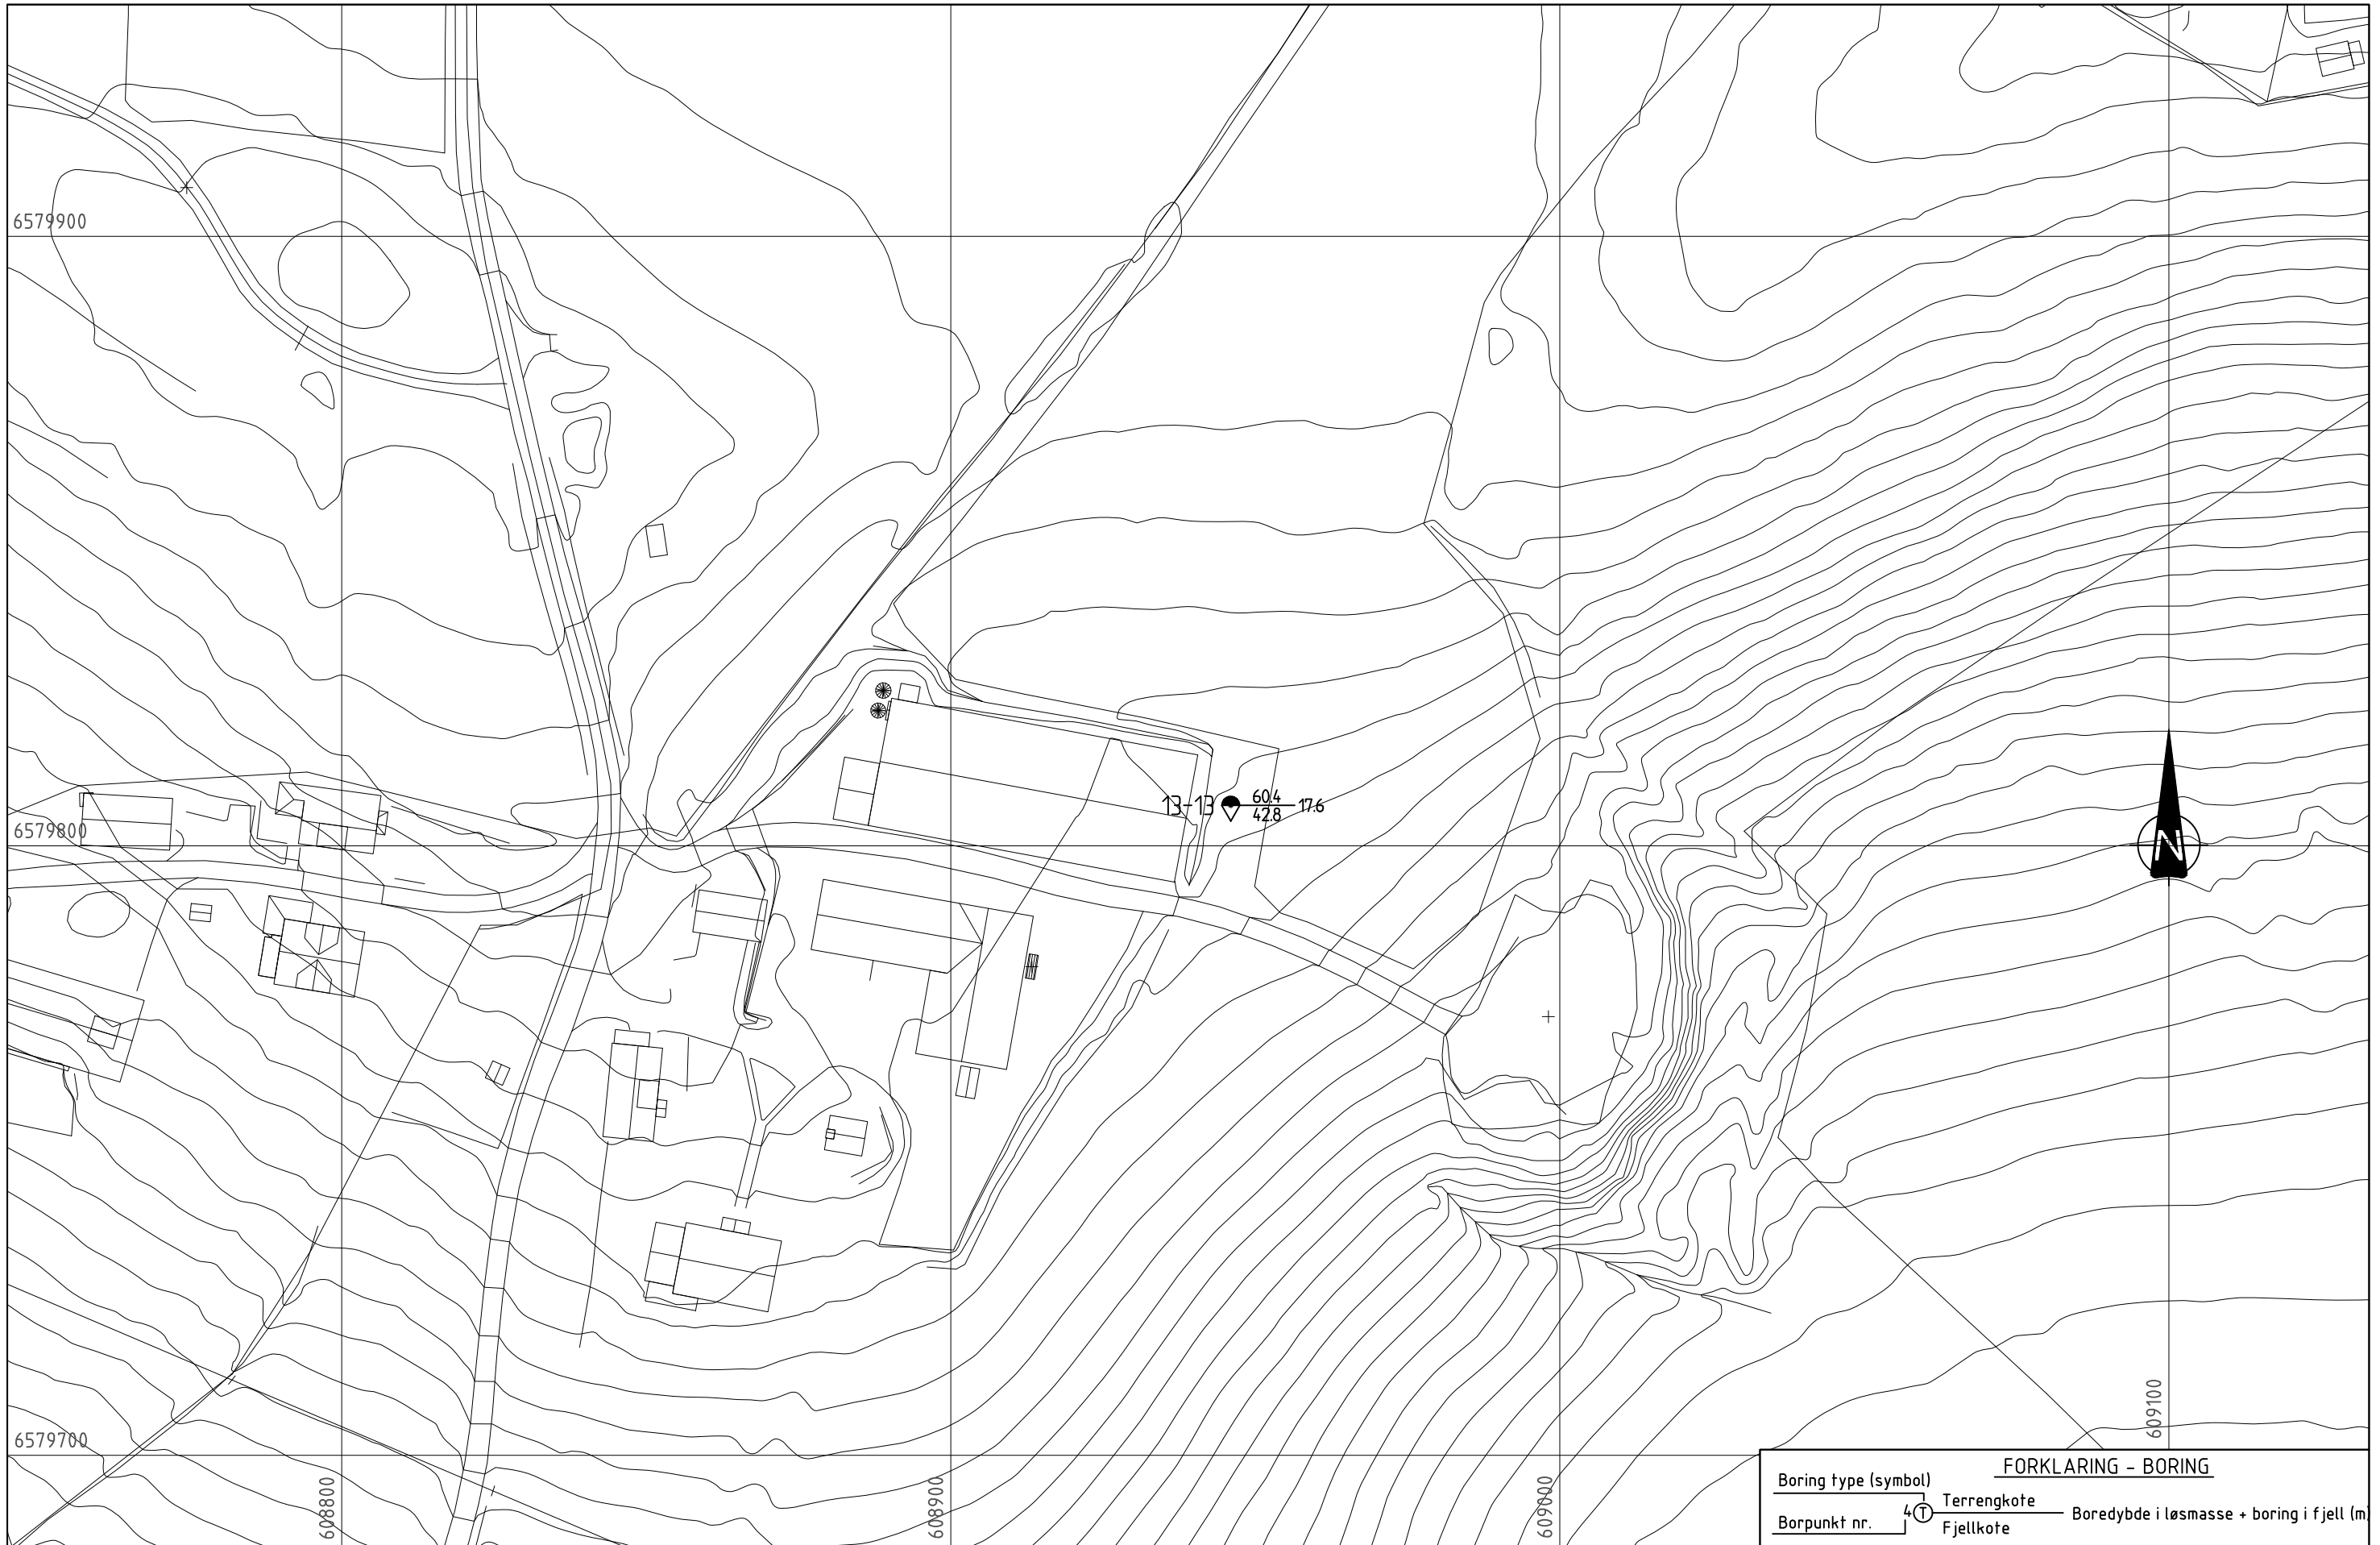 6579900
13-13 60.4 17.6
42.8
6579800
N
6579700
608800
608900
609000
609100
FORKLARING - BORING
Boring type (symbol)
4 T Terrengkote
Boredybde i løsmasse + boring i fjell (m)
Borpunkt nr.
Fjellkote